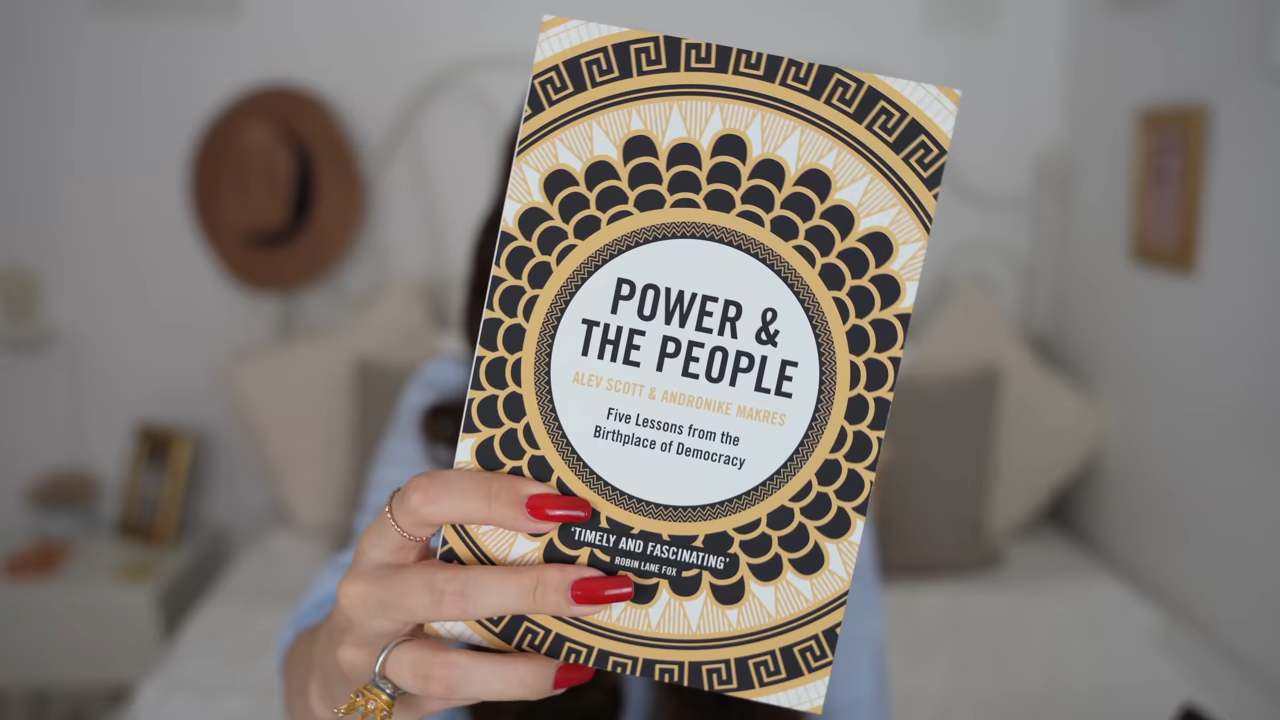 POWER &
THE PEOPLE
ALEV SCOTT & ANDRONIKE MAKRES
Five Lessons from the
Birthplace of Democracy
'TIMELY AND FASCINATING'
ROBIN LANE FOX